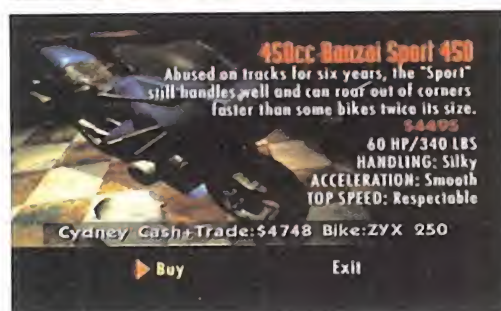 450cc Banzai Sport 450
Abused on tracks for six years, the "Sport"
still handles well and can roar out of corners
faster than some bikes twice its size.
$4495
60 HP/340 LBS
HANDLING: Silky
ACCELERATION: Smooth
TOP SPEED: Respectable
Cydney Cash+Trade:$4748 Bike:ZYX 250
Buy Exit